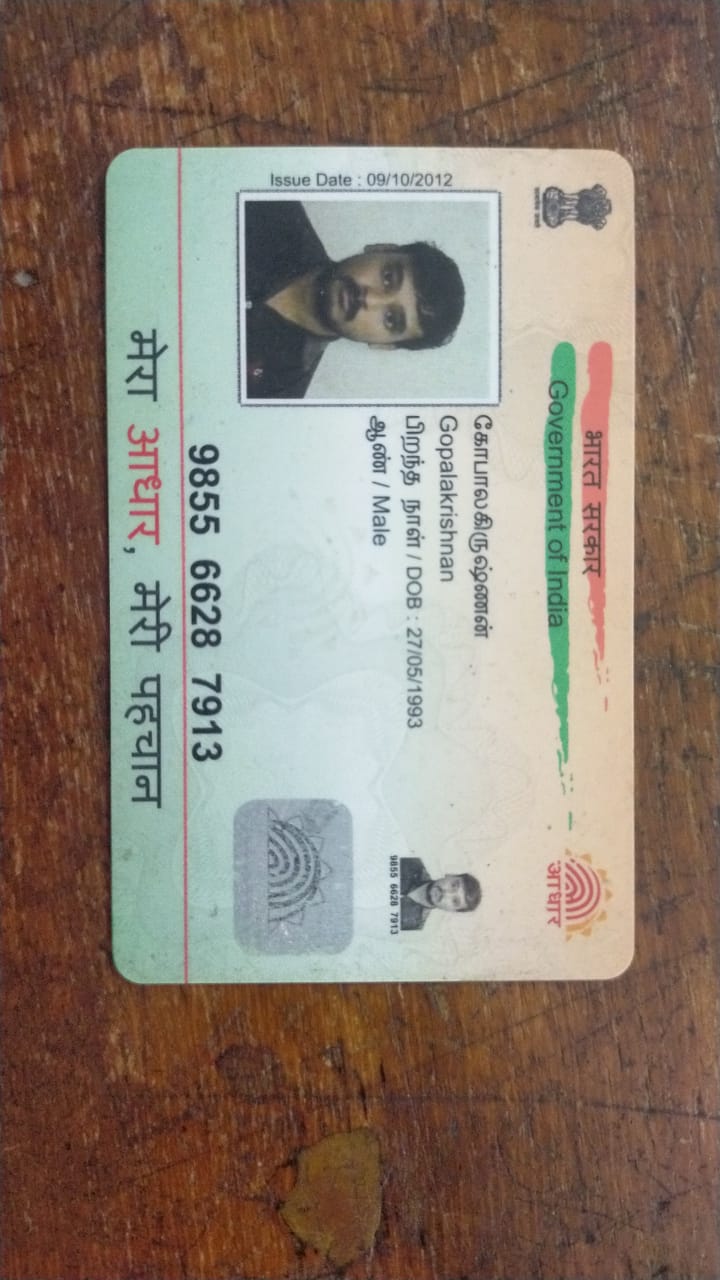 भारत सरकार
Government of India
आधार
Issue Date : 09/10/2012
கோபாலகிருஷ்ணன்
Gopalakrishnan
பிறந்த நாள் / DOB : 27/05/1993
ஆண் / Male
9855 6628 7913
9855 6628 7913
मेरा आधार, मेरी पहचान